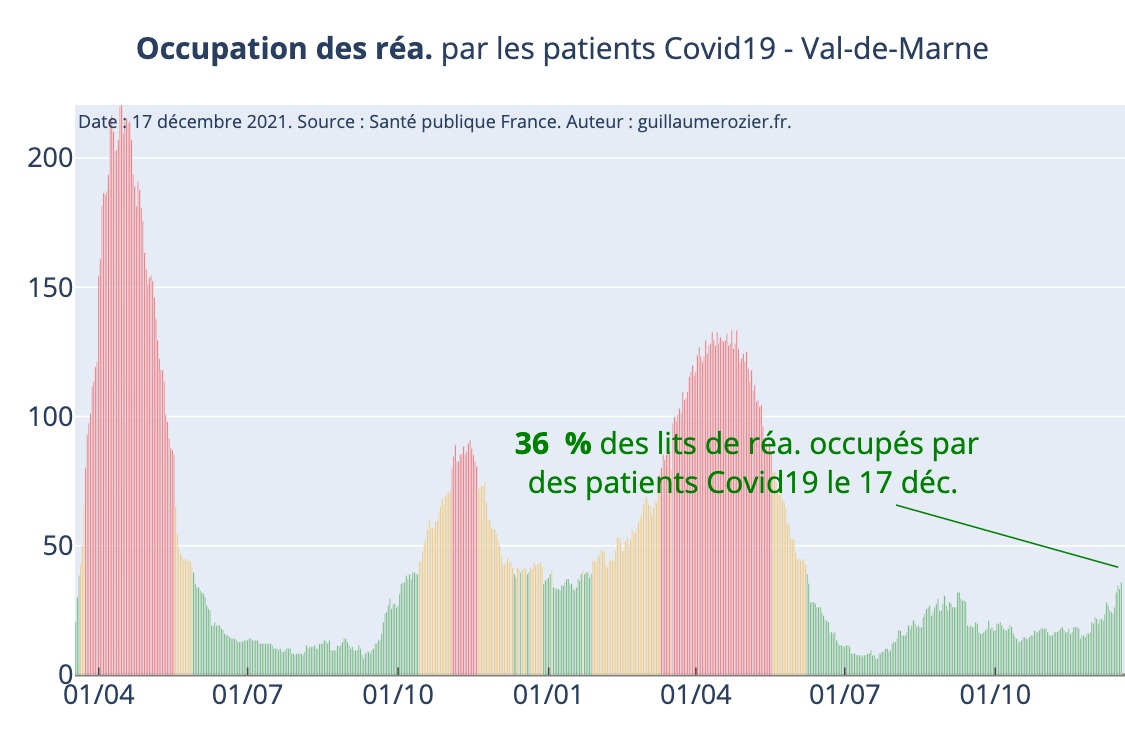 Occupation des réa. par les patients Covid19 - Val-de-Marne
Date : 17 décembre 2021. Source : Santé publique France. Auteur : guillaumerozier.fr.
200
150
100
36 % des lits de réa. occupés par
des patients Covid19 le 17 déc.
50
0
01/04 01/07 01/10 01/01 01/04 01/07 01/10